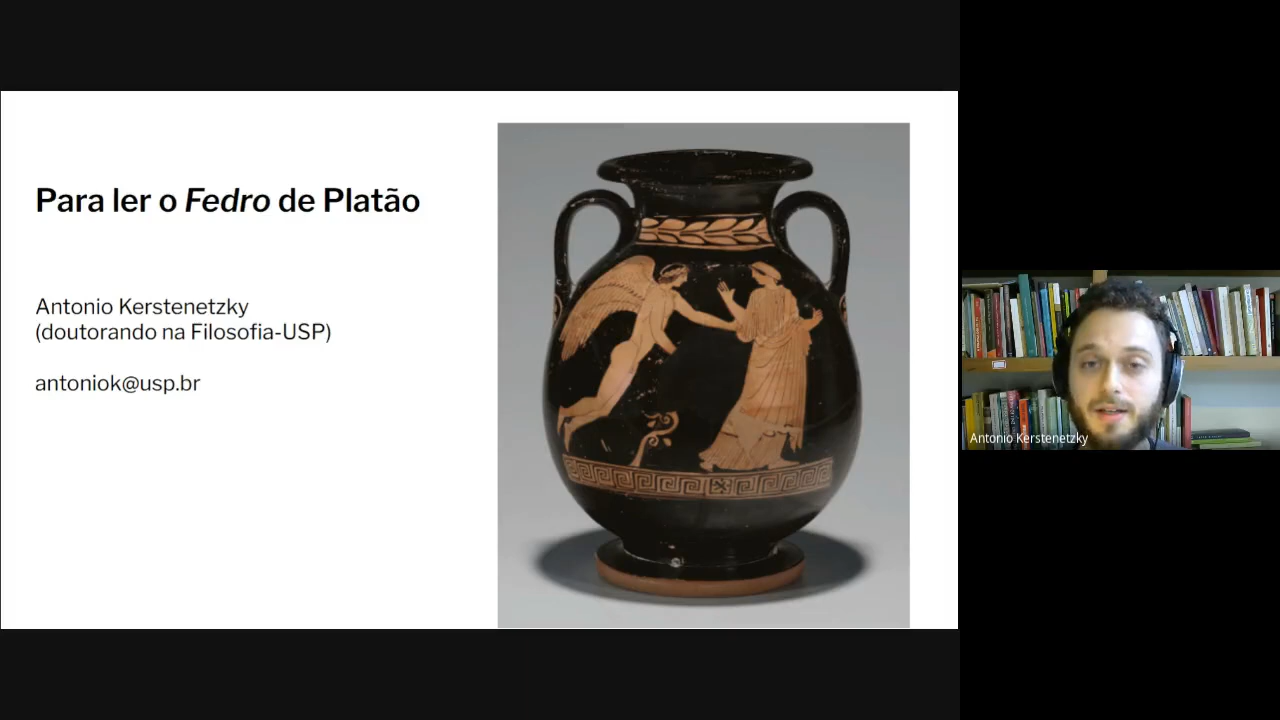 Para ler o Fedro de Platão
Antonio Kerstenetzky
(doutorando na Filosofia-USP)
antoniok@usp.br
Antonio Kerstenetzky